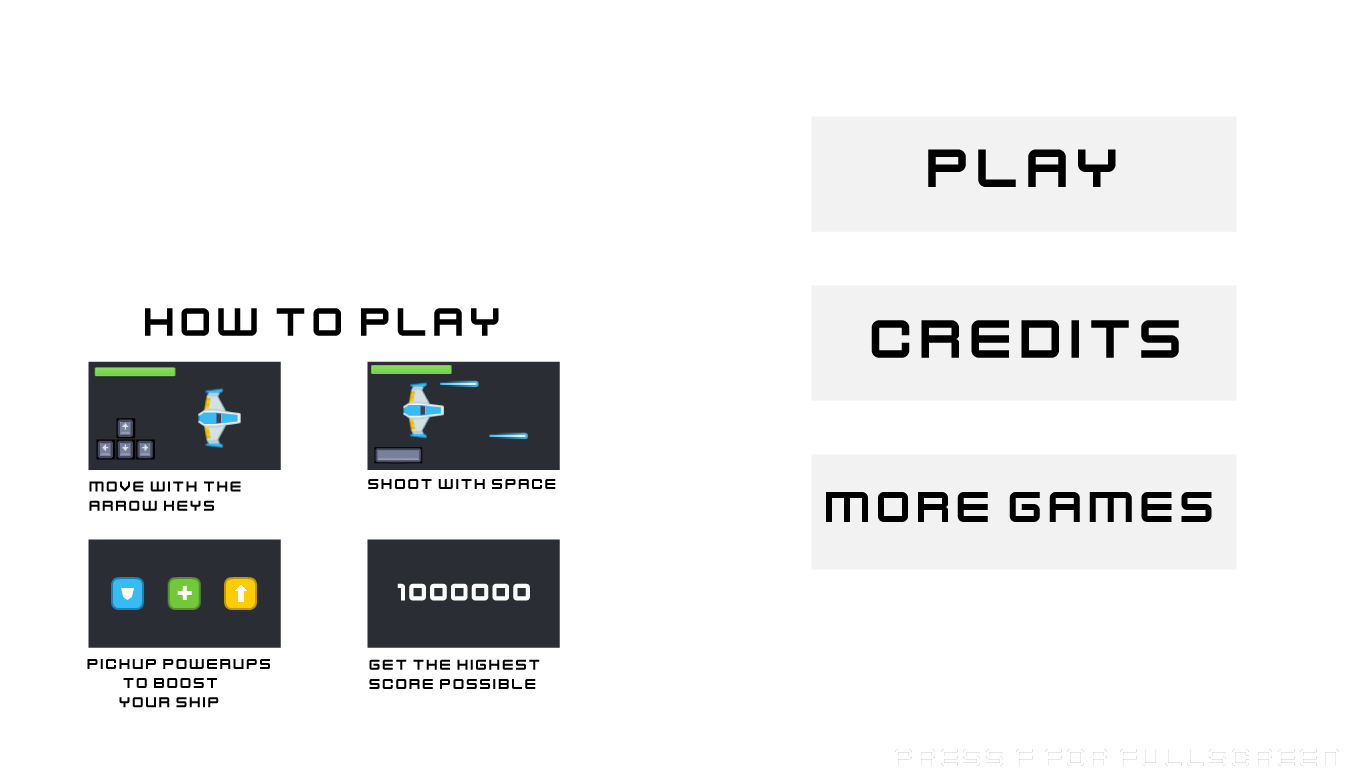 PLAY
CREDITS
MORE GAMES
HOW TO PLAY
MOVE WITH THE
ARROW KEYS
SHOOT WITH SPACE
1000000
PICKUP POWERUPS
TO BOOST
YOUR SHIP
GET THE HIGHEST
SCORE POSSIBLE
PRESS F FOR FULLSCREEN